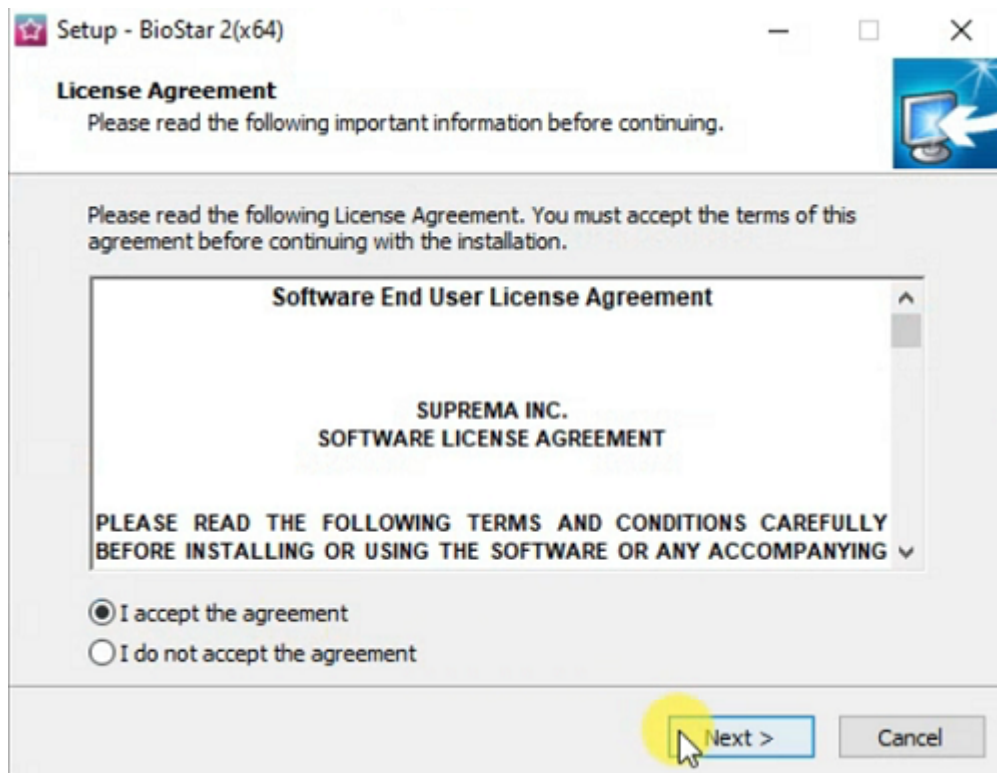 Setup - BioStar 2(x64)
License Agreement
Please read the following important information before continuing.
Please read the following License Agreement. You must accept the terms of this
agreement before continuing with the installation.
Software End User License Agreement
SUPREMA INC.
SOFTWARE LICENSE AGREEMENT
PLEASE READ THE FOLLOWING TERMS AND CONDITIONS CAREFULLY
BEFORE INSTALLING OR USING THE SOFTWARE OR ANY ACCOMPANYING
I accept the agreement
I do not accept the agreement
Next >
Cancel